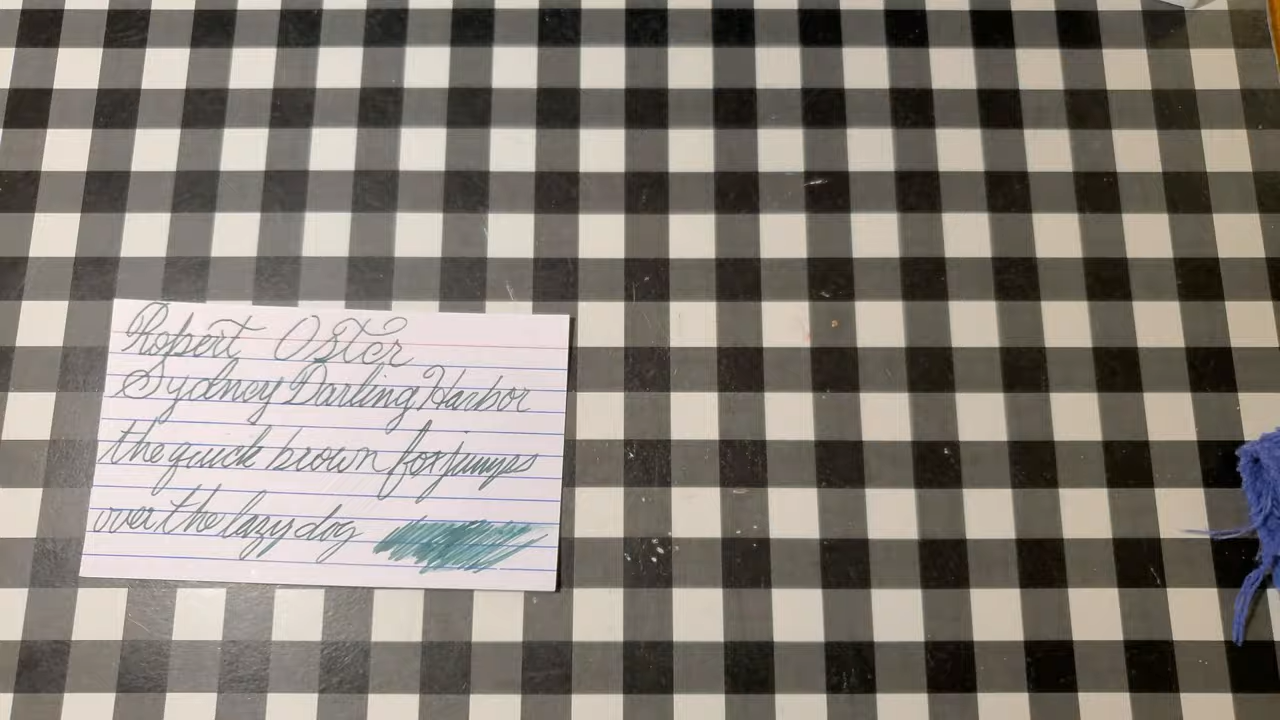 Robert Oster
Sydney Darling Harbor
the quick brown fox jumps
over the lazy dog